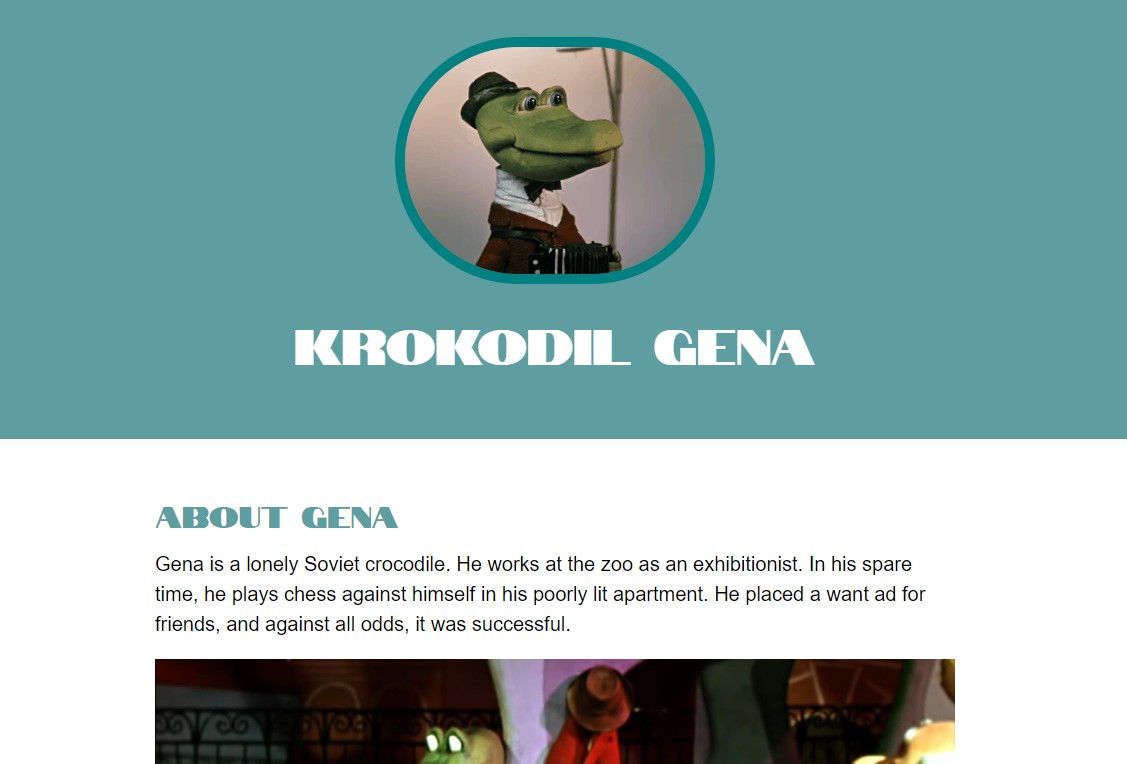 KROKODIL GENA
ABOUT GENA
Gena is a lonely Soviet crocodile. He works at the zoo as an exhibitionist. In his spare
time, he plays chess against himself in his poorly lit apartment. He placed a want ad for
friends, and against all odds, it was successful.